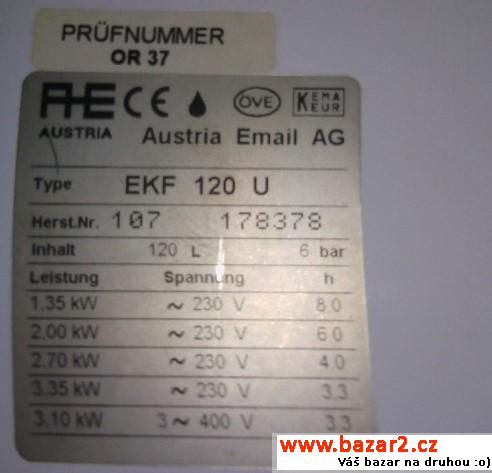 PRÜFNUMMER
OR 37
AHE CE ÖVE KEMA KEUR
AUSTRIA Austria Email AG
Type EKF 120 U
Herst.Nr. 107 178378
Inhalt 120 L 6 bar
Leistung Spannung h
1,35 kW ~ 230 V 8.0
2,00 kW ~ 230 V 6.0
2,70 kW ~ 230 V 4.0
3,35 kW ~ 230 V 3,3
3,10 kW 3~ 400 V 3.3
www.bazar2.cz
Váš bazar na druhou :o)